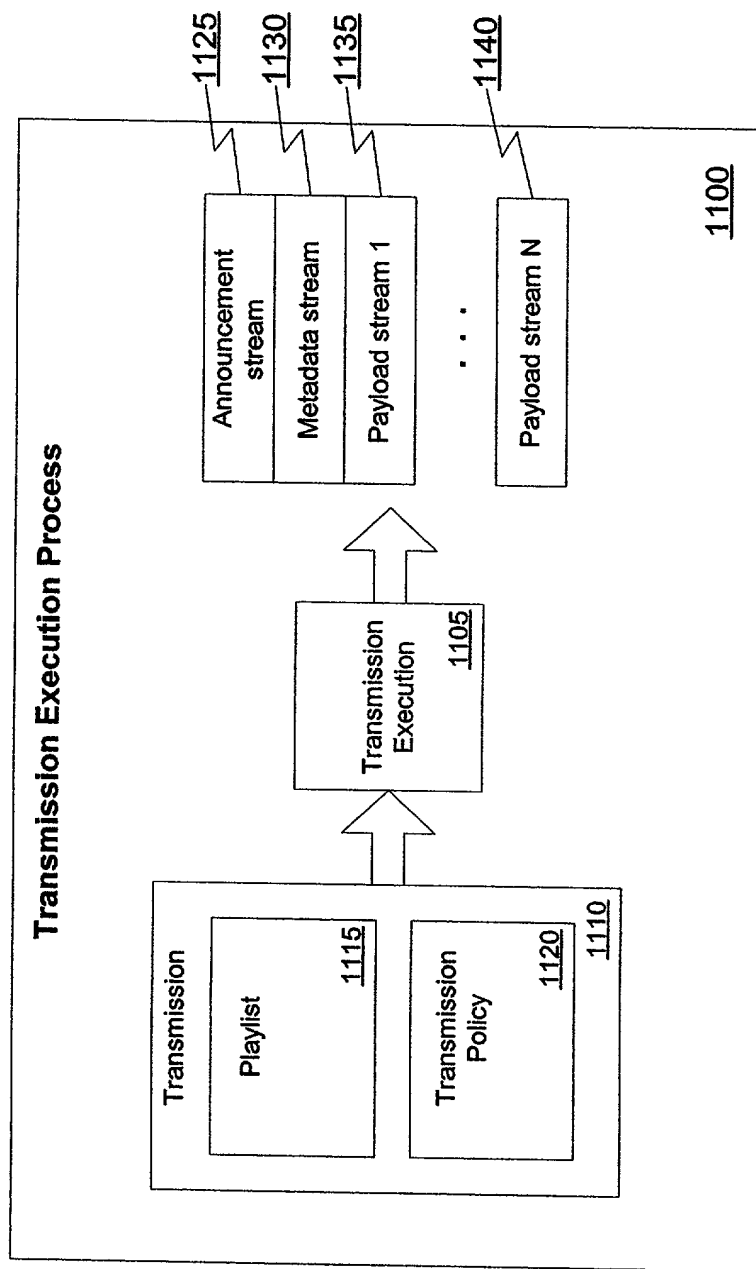 Transmission Execution Process
Transmission
Playlist
1115
Transmission
Policy
1120
1110
Transmission
Execution
1105
Announcement
stream
Metadata stream
Payload stream 1
. . .
Payload stream N
1125
1130
1135
1140
1100